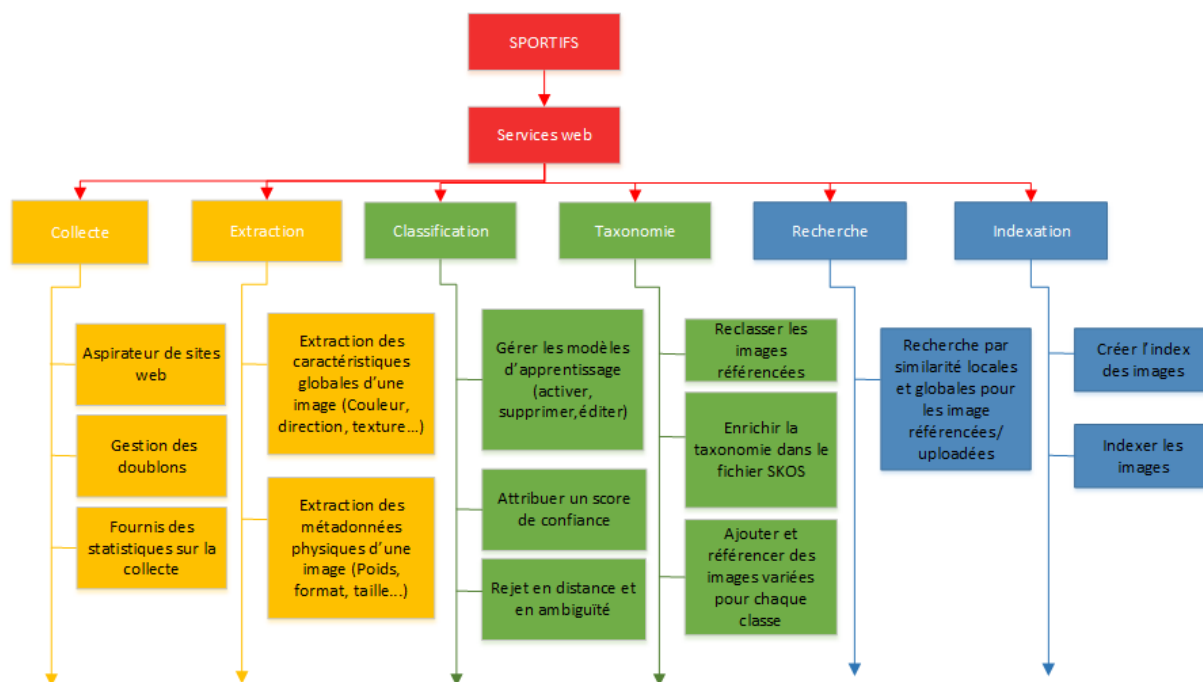 SPORTIFS
Services web
Collecte
Extraction
Classification
Taxonomie
Recherche
Indexation
Aspirateur de sites
web
Gestion des
doublons
Fournis des
statistiques sur la
collecte
Extraction des
caractéristiques
globales d'une
image (Couleur,
direction, texture...)
Extraction des
métadonnées
physiques d'une
image (Poids,
format, taille...)
Gérer les modèles
d'apprentissage
(activer,
supprimer,éditer)
Attribuer un score
de confiance
Rejet en distance et
en ambiguïté
Reclasser les
images
référencées
Enrichir la
taxonomie dans le
fichier SKOS
Ajouter et
référencer des
images variées
pour chaque
classe
Recherche par
similarité locales
et globales pour
les image
référencées/
uploadées
Créer l'index
des images
Indexer les
images